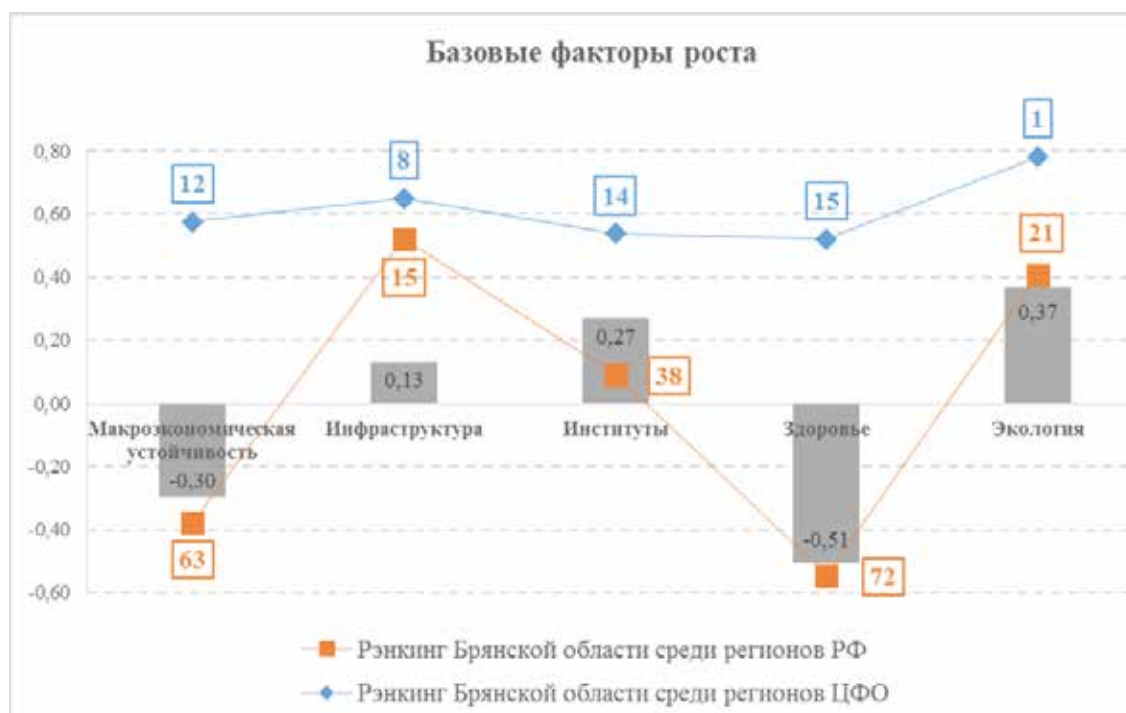 Базовые факторы роста
0,80
0,60
0,40
0,20
0,00
-0,20
-0,40
-0,60
12
8
14
15
1
63
15
38
72
21
-0,30
0,13
0,27
-0,51
0,37
Макроэкономическая
устойчивость
Инфраструктура
Институты
Здоровье
Экология
Рэнкинг Брянской области среди регионов РФ
Рэнкинг Брянской области среди регионов ЦФО